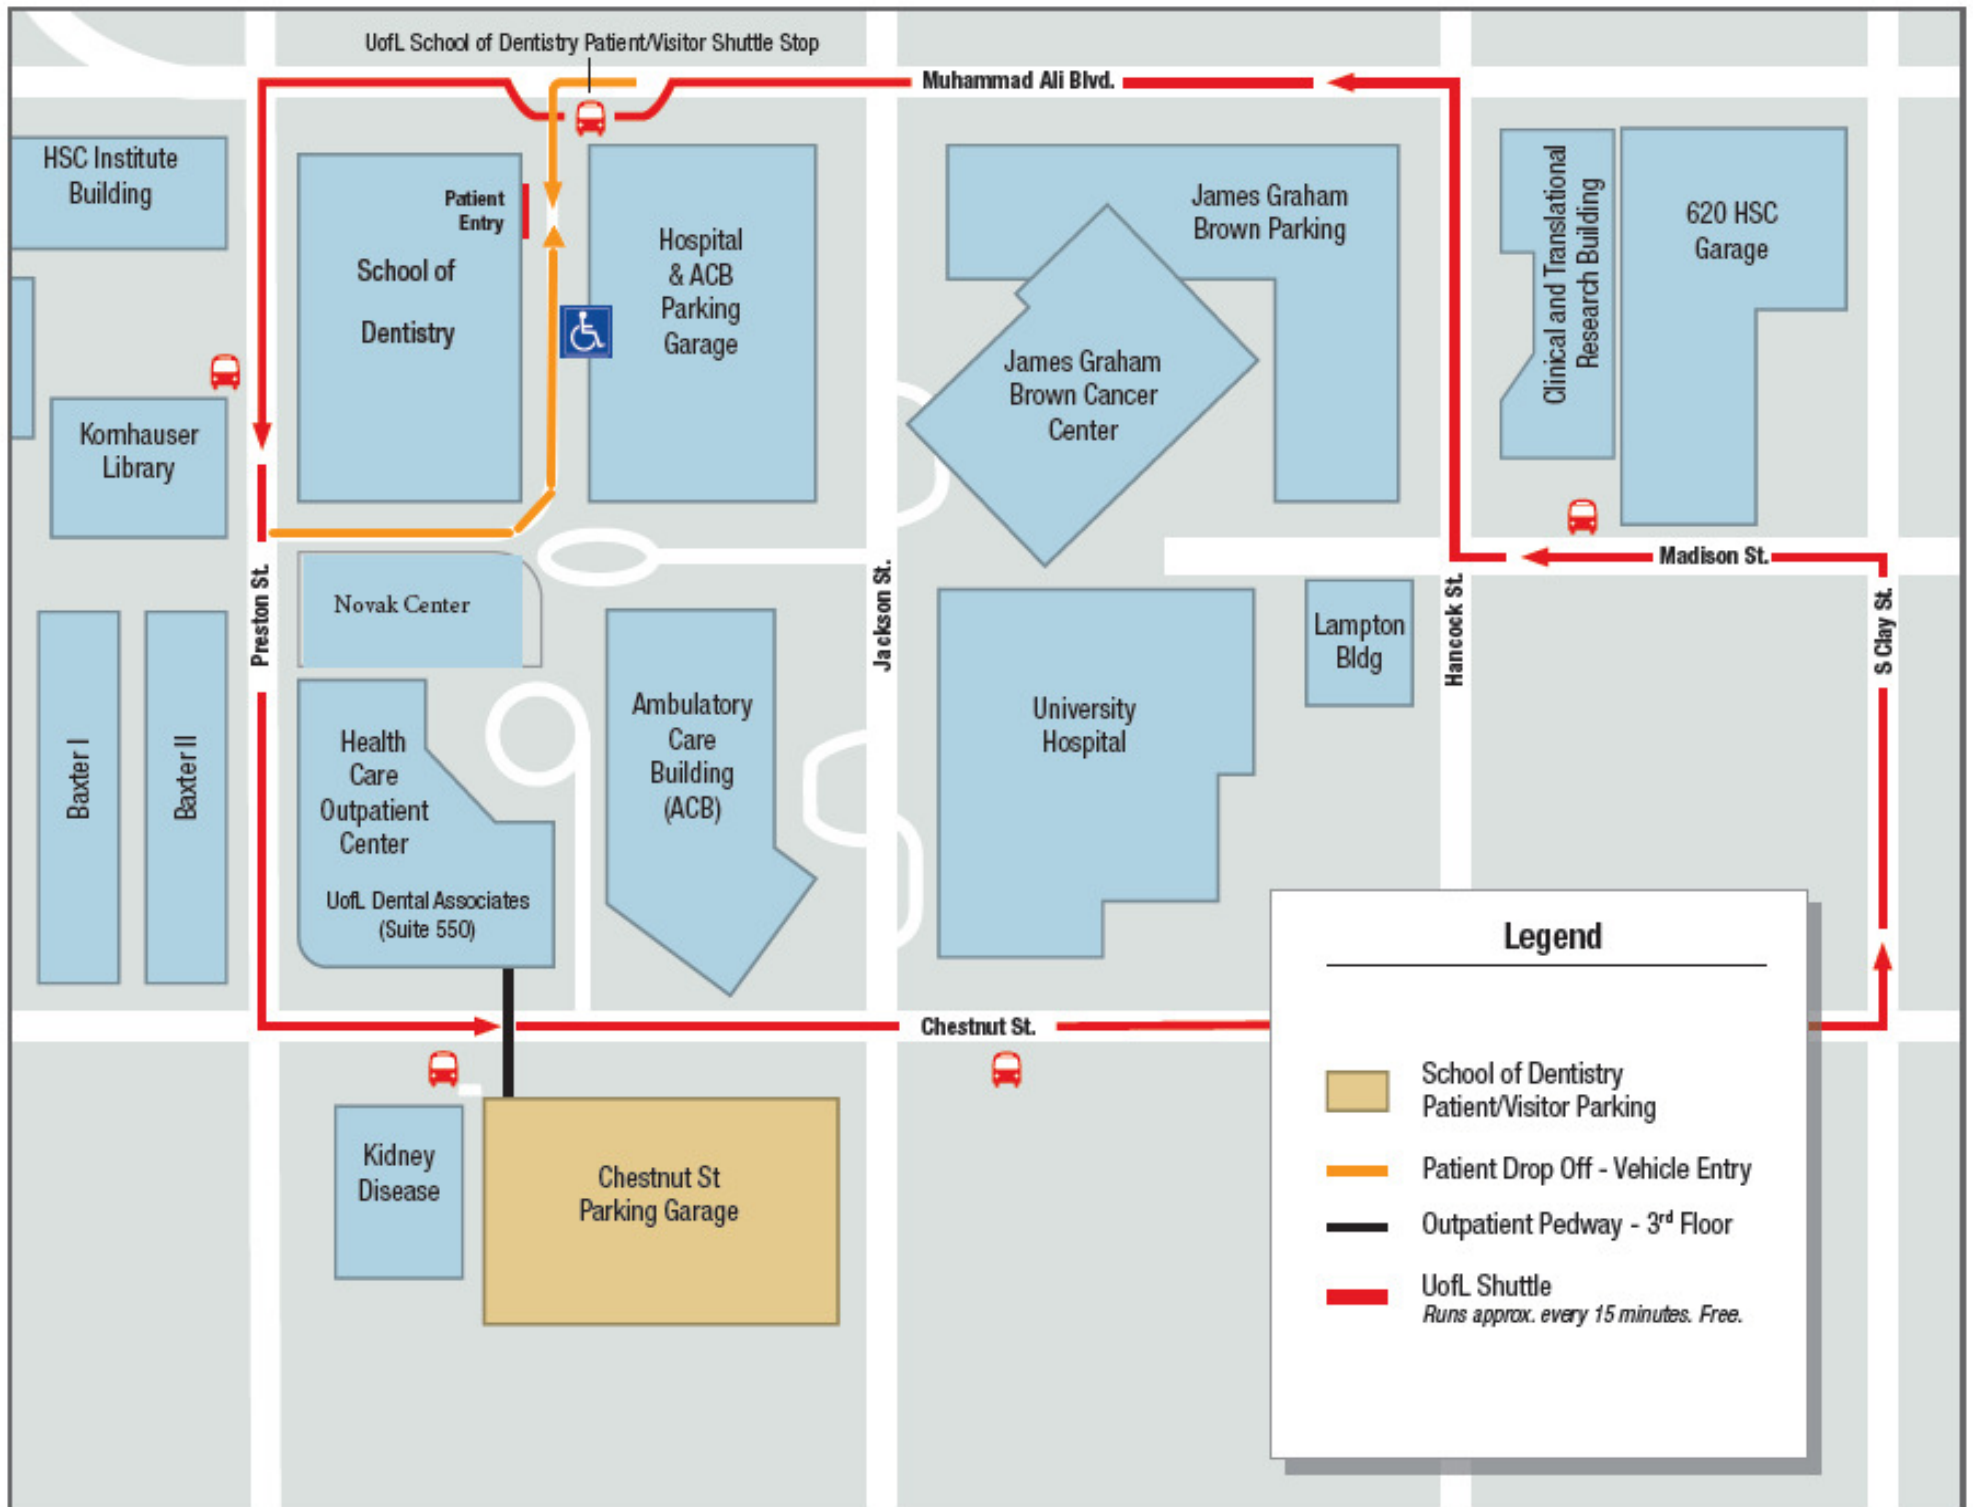 UofL School of Dentistry Patient/Visitor Shuttle Stop
Muhammad Ali Blvd.
HSC Institute
Building
Patient
Entry
School of
Dentistry
Hospital
& ACB
Parking
Garage
James Graham
Brown Parking
James Graham
Brown Cancer
Center
Clinical and Translational
Research Building
620 HSC
Garage
Kornhauser
Library
Madison St.
Preston St.
Novak Center
Jackson St.
Hancock St.
S Clay St.
Lampton
Bldg
Baxter I
Baxter II
Health
Care
Outpatient
Center
UofL Dental Associates
(Suite 550)
Ambulatory
Care
Building
(ACB)
University
Hospital
Chestnut St.
Kidney
Disease
Chestnut St
Parking Garage
Legend
School of Dentistry
Patient/Visitor Parking
Patient Drop Off - Vehicle Entry
Outpatient Pedway - 3rd Floor
UofL Shuttle
Runs approx. every 15 minutes. Free.